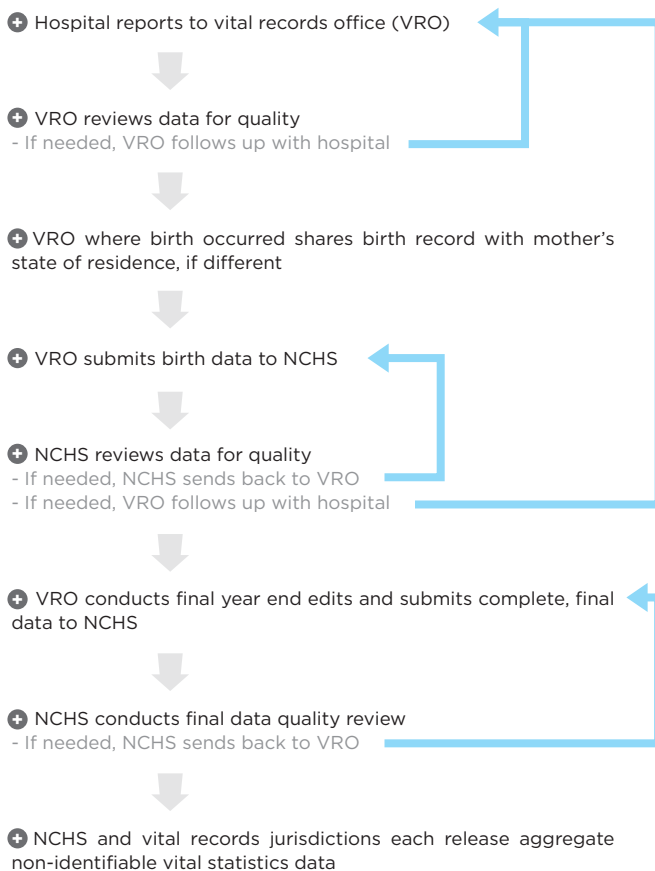 Hospital reports to vital records office (VRO)
VRO reviews data for quality
- If needed, VRO follows up with hospital
VRO where birth occurred shares birth record with mother's
state of residence, if different
VRO submits birth data to NCHS
NCHS reviews data for quality
- If needed, NCHS sends back to VRO
- If needed, VRO follows up with hospital
VRO conducts final year end edits and submits complete, final
data to NCHS
NCHS conducts final data quality review
- If needed, NCHS sends back to VRO
NCHS and vital records jurisdictions each release aggregate
non-identifiable vital statistics data